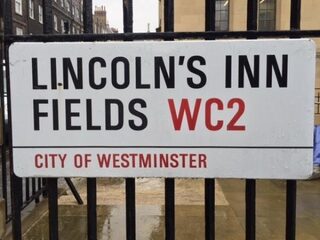 LINCOLN'S INN
FIELDS WC2
CITY OF WESTMINSTER